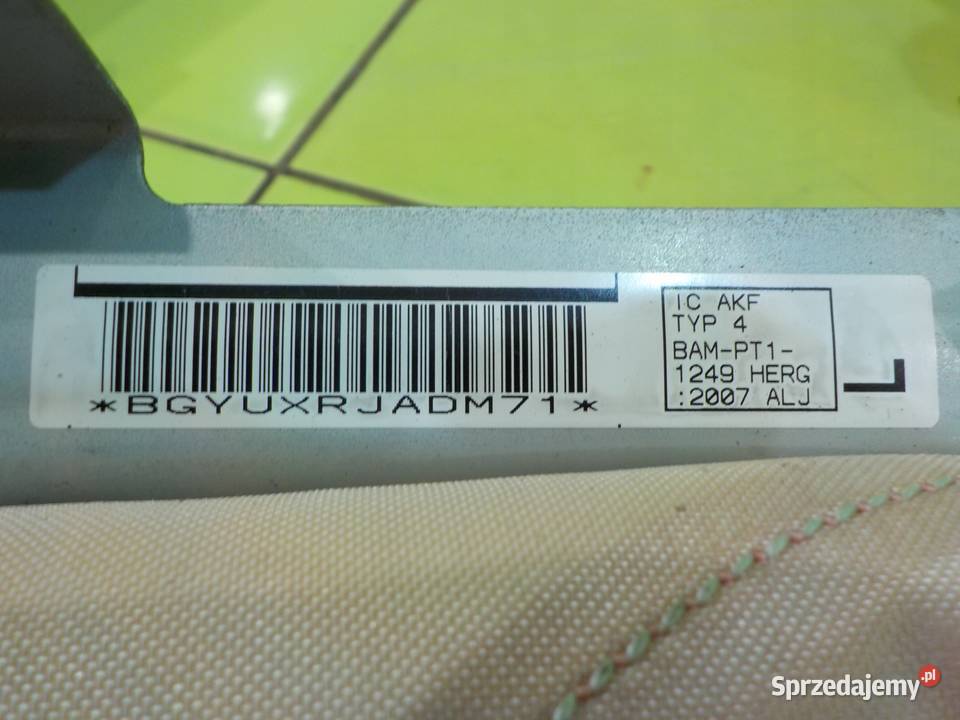 *BGYUXRJADM71*
IC AKF
TYP 4
BAM-PT1-
1249 HERG
:2007 ALJ
Sprzedajemy.pl